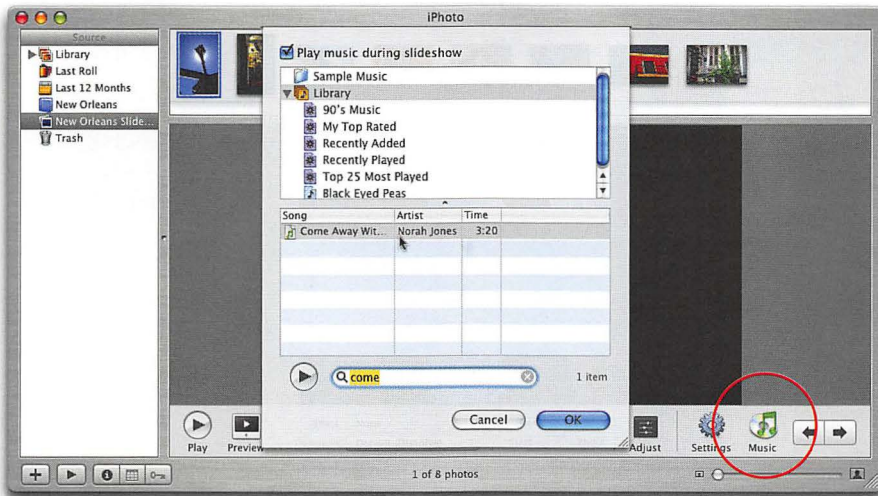 iPhoto
Source
Library
Last Roll
Last 12 Months
New Orleans
New Orleans Slide...
Trash
Play music during slideshow
Sample Music
Library
90's Music
My Top Rated
Recently Added
Recently Played
Top 25 Most Played
Black Eyed Peas
Song Artist Time
Come Away Wit... Norah Jones 3:20
come
1 item
Cancel OK
Play Preview Adjust Settings Music
1 of 8 photos